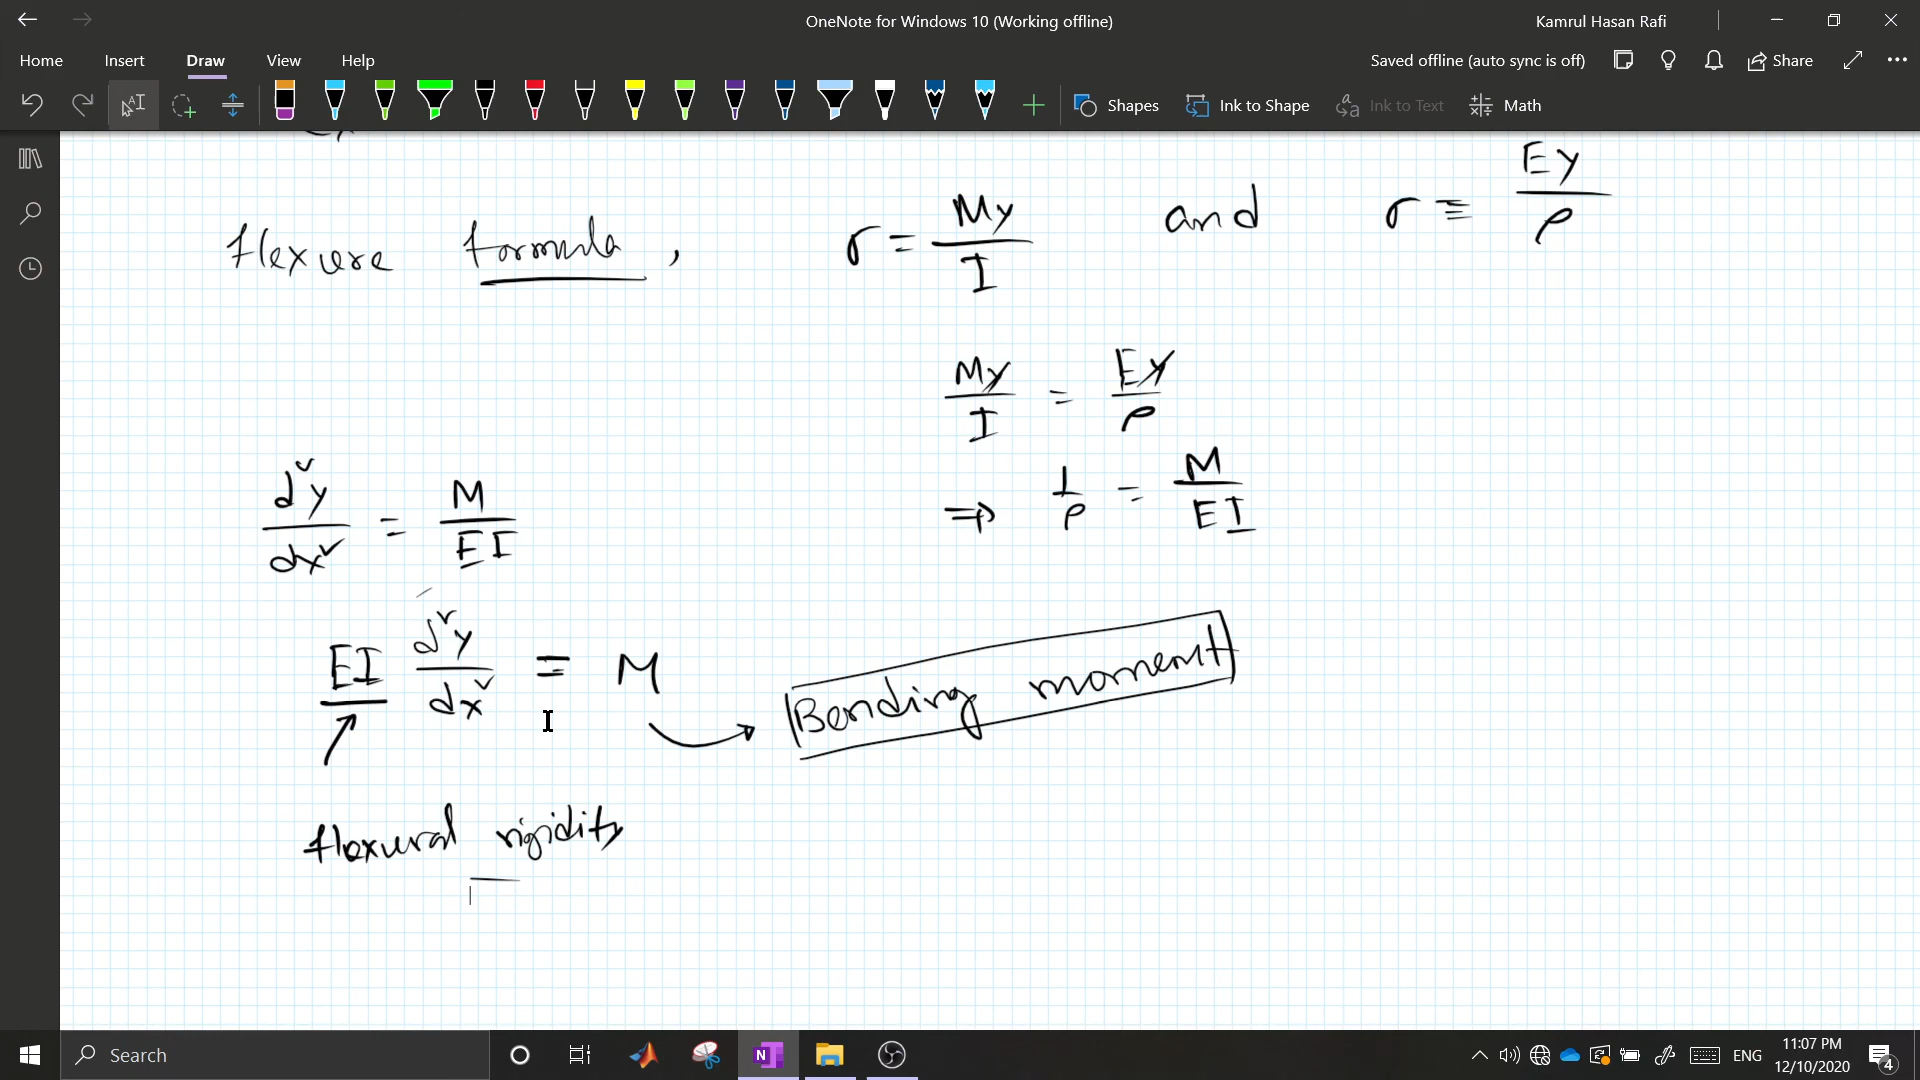 OneNote for Windows 10 (Working offline)
Kamrul Hasan Rafi
Home Insert Draw View Help
Saved offline (auto sync is off) Share
Shapes Ink to Shape Ink to Text Math
flexure formula , σ = My/I and σ = Ey/ρ
My/I = Ey/ρ
⇒ 1/ρ = M/EI
d²y/dx² = M/EI
EI d²y/dx² = M
Bending moment
flexural rigidity
Search
ENG
11:07 PM
12/10/2020
4